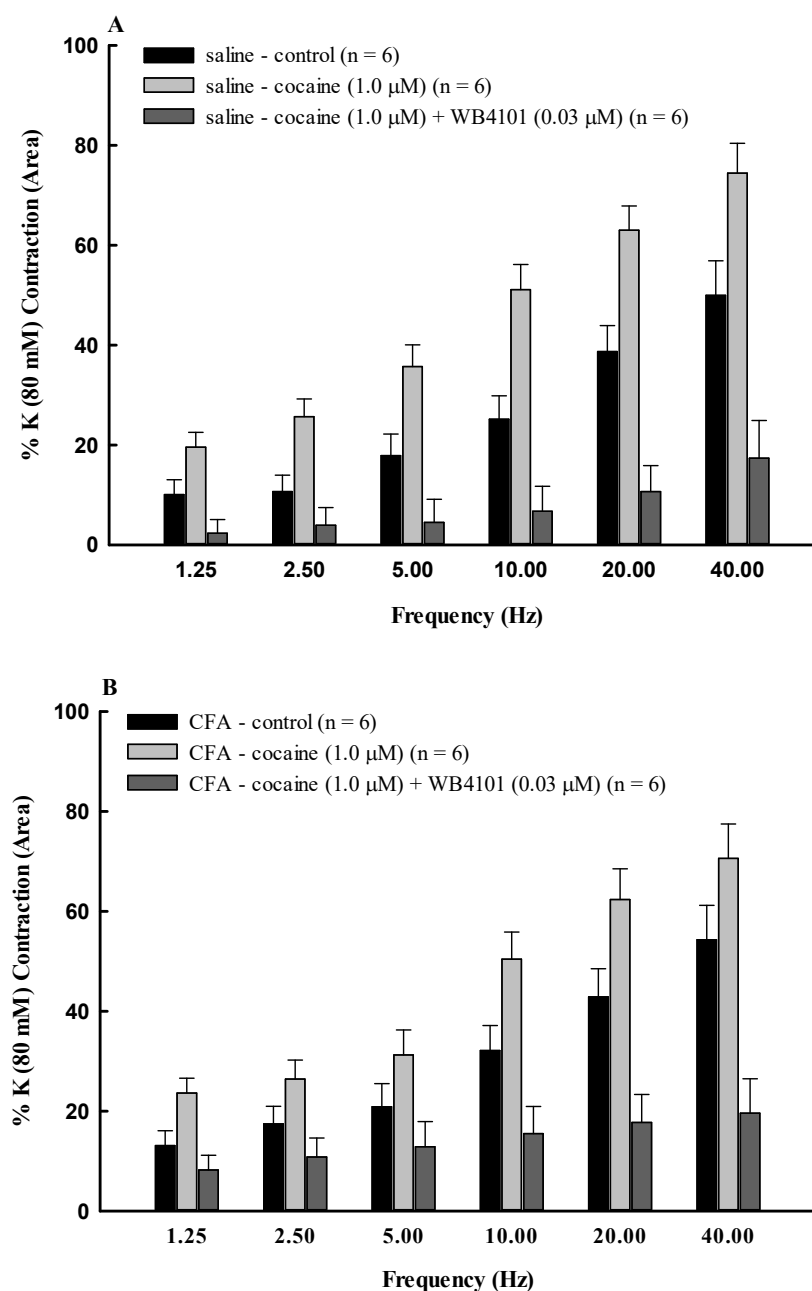 A
saline - control (n = 6)
saline - cocaine (1.0 μM) (n = 6)
saline - cocaine (1.0 μM) + WB4101 (0.03 μM) (n = 6)
% K (80 mM) Contraction (Area)
100
80
60
40
20
0
1.25 2.50 5.00 10.00 20.00 40.00
Frequency (Hz)
B
CFA - control (n = 6)
CFA - cocaine (1.0 μM) (n = 6)
CFA - cocaine (1.0 μM) + WB4101 (0.03 μM) (n = 6)
% K (80 mM) Contraction (Area)
100
80
60
40
20
0
1.25 2.50 5.00 10.00 20.00 40.00
Frequency (Hz)